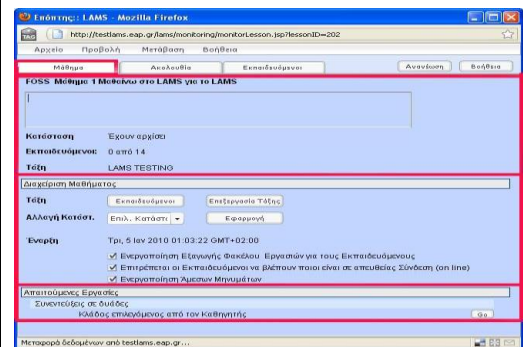 Επόπτης:: LAMS - Mozilla Firefox
TAG http://testlams.eap.gr/lams/monitoring/monitorLesson.jsp?lessonID=202
Αρχείο Προβολή Μετάβαση Βοήθεια
Μάθημα Ακολουθία Εκπαιδευόμενοι Ανανέωση Βοήθεια
FOSS Μάθημα 1 Μαθαίνω στο LAMS για το LAMS
Κατάσταση Έχουν αρχίσει
Εκπαιδευόμενοι: 0 από 14
Τάξη LAMS TESTING
Διαχείριση Μαθήματος
Τάξη Εκπαιδευόμενοι Επεξεργασία Τάξης
Αλλαγή Κατάστ. Επιλ. Κατάστ Εφαρμογή
Έναρξη Τρι, 5 Ιαν 2010 01:03:22 GMT+02:00
Ενεργοποίηση Εξαγωγής Φακέλου Εργασιών για τους Εκπαιδευόμενους
Επιτρέπεται οι Εκπαιδευόμενοι να βλέπουν ποιοι είναι σε απευθείας Σύνδεση (on line)
Ενεργοποίηση Άμεσων Μηνυμάτων
Απαιτούμενες Εργασίες
Συνεντεύξεις σε δυάδες
Κλάδος επιλεγόμενος από τον Καθηγητής Go
Μεταφορά δεδομένων από testlams.eap.gr...